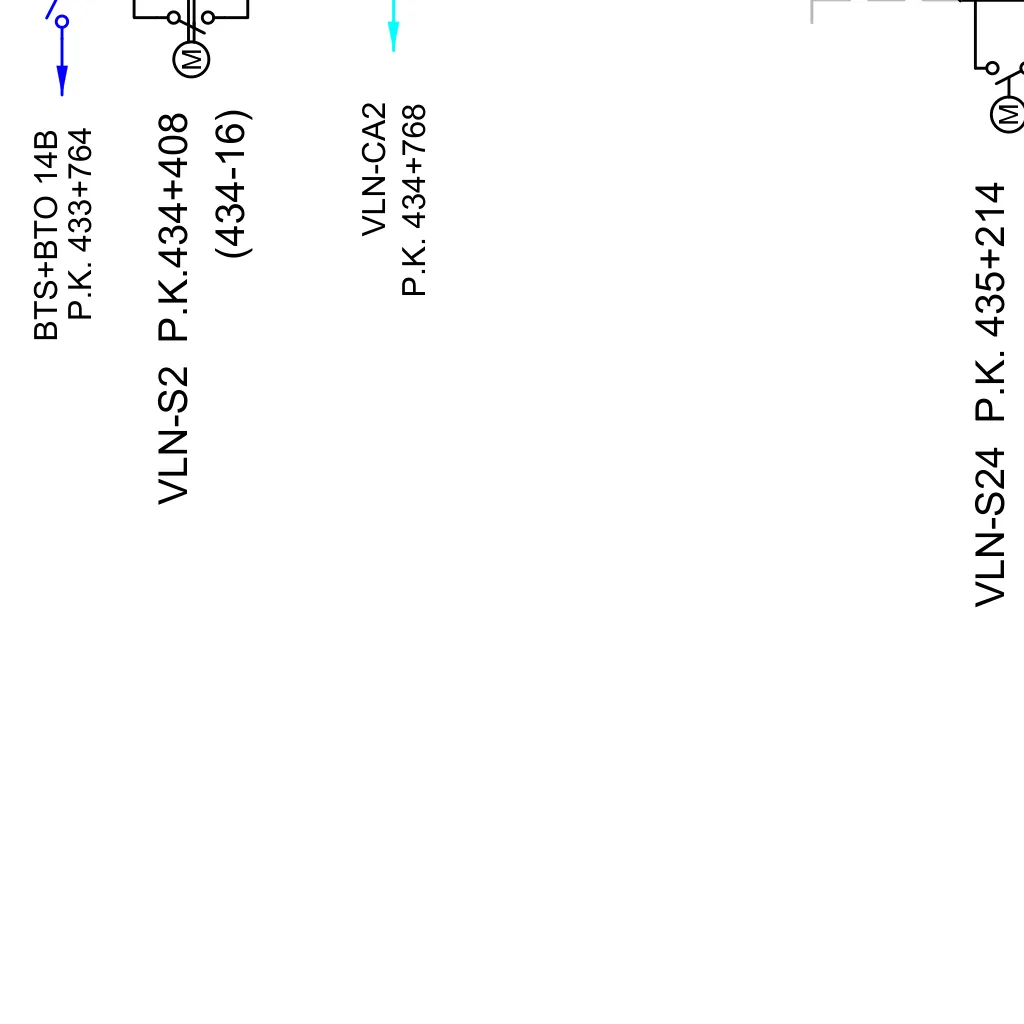 M
BTS+BTO 14B
P.K. 433+764
VLN-S2 P.K.434+408
(434-16)
VLN-CA2
P.K. 434+768
M
VLN-S24 P.K. 435+214